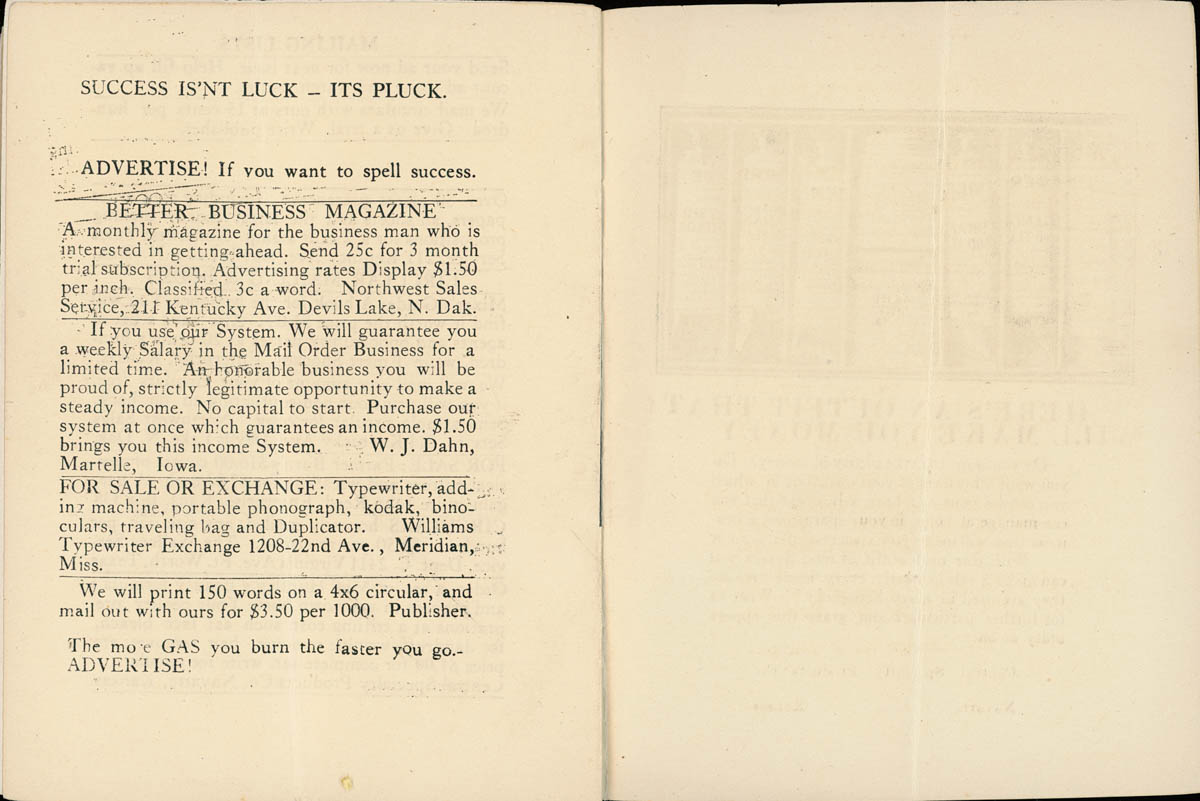 SUCCESS IS'NT LUCK – ITS PLUCK.
ADVERTISE! If you want to spell success.
BETTER BUSINESS MAGAZINE
A monthly magazine for the business man who is
interested in getting ahead. Send 25c for 3 month
trial subscription. Advertising rates Display $1.50
per inch. Classified 3c a word. Northwest Sales
Service, 211 Kentucky Ave. Devils Lake, N. Dak.
If you use our System. We will guarantee you
a weekly Salary in the Mail Order Business for a
limited time. An honorable business you will be
proud of, strictly legitimate opportunity to make a
steady income. No capital to start. Purchase our
system at once which guarantees an income. $1.50
brings you this income System. W. J. Dahn,
Martelle, Iowa.
FOR SALE OR EXCHANGE: Typewriter, add-
ing machine, portable phonograph, kodak, bino-
culars, traveling bag and Duplicator. Williams
Typewriter Exchange 1208-22nd Ave., Meridian,
Miss.
We will print 150 words on a 4x6 circular, and
mail out with ours for $3.50 per 1000. Publisher.
The more GAS you burn the faster you go.-
ADVERTISE!